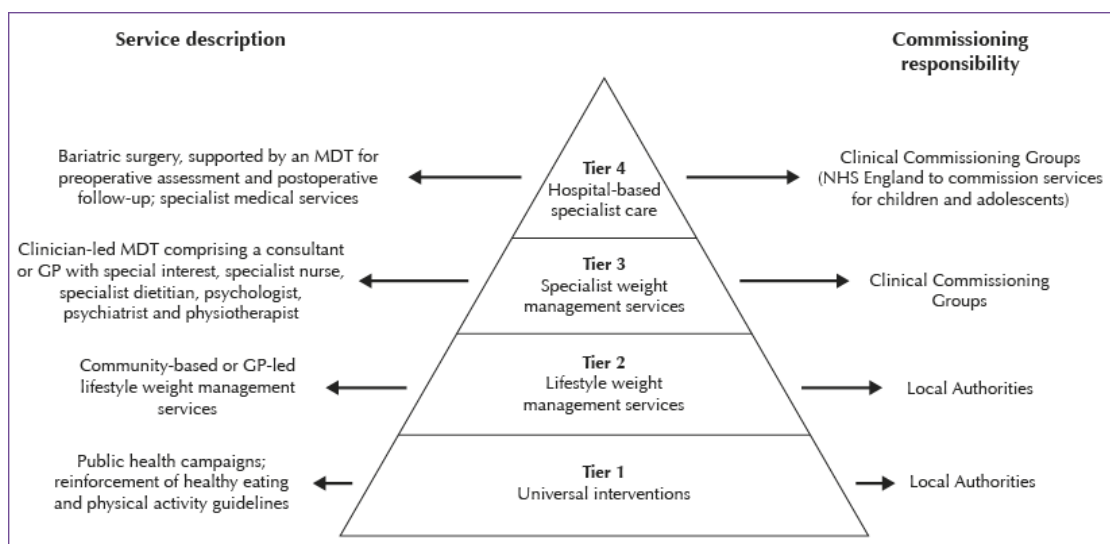 Service description
Commissioning
responsibility
Bariatric surgery, supported by an MDT for
preoperative assessment and postoperative
follow-up; specialist medical services
Tier 4
Hospital-based
specialist care
Clinical Commissioning Groups
(NHS England to commission services
for children and adolescents)
Clinician-led MDT comprising a consultant
or GP with special interest, specialist nurse,
specialist dietitian, psychologist,
psychiatrist and physiotherapist
Tier 3
Specialist weight
management services
Clinical Commissioning
Groups
Community-based or GP-led
lifestyle weight management
services
Tier 2
Lifestyle weight
management services
Local Authorities
Public health campaigns;
reinforcement of healthy eating
and physical activity guidelines
Tier 1
Universal interventions
Local Authorities